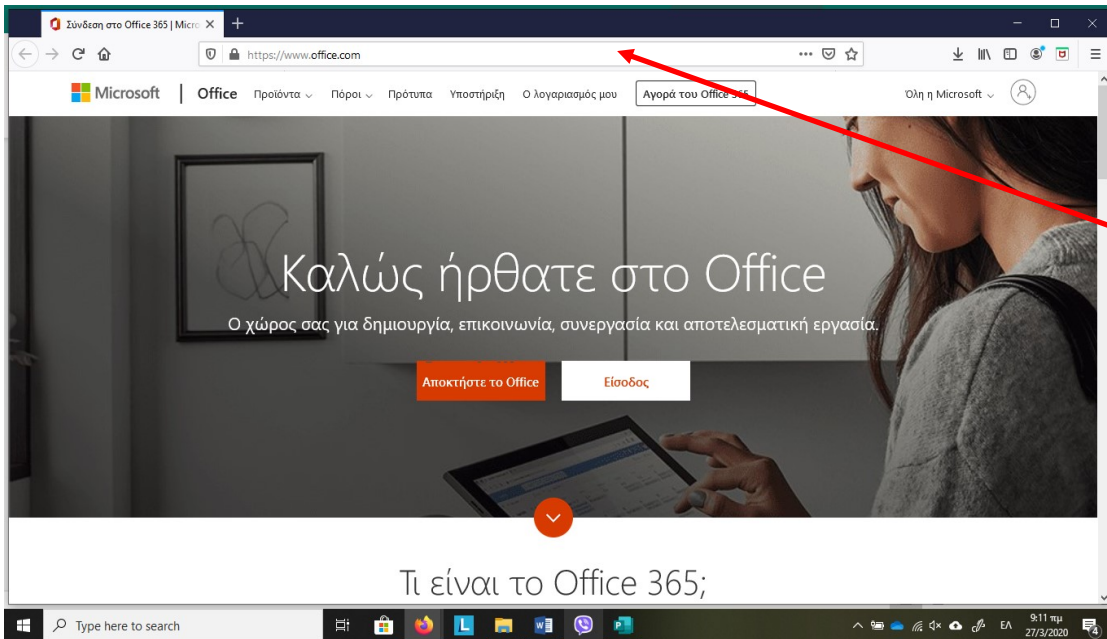 Σύνδεση στο Office 365 | Micro
https://www.office.com
Microsoft | Office Προϊόντα Πόροι Πρότυπα Υποστήριξη Ο λογαριασμός μου Αγορά του Office 365 Όλη η Microsoft
Καλώς ήρθατε στο Office
Ο χώρος σας για δημιουργία, επικοινωνία, συνεργασία και αποτελεσματική εργασία.
Αποκτήστε το Office Είσοδος
Τι είναι το Office 365;
Type here to search
ΕΛ
9:11 πμ
27/3/2020
4